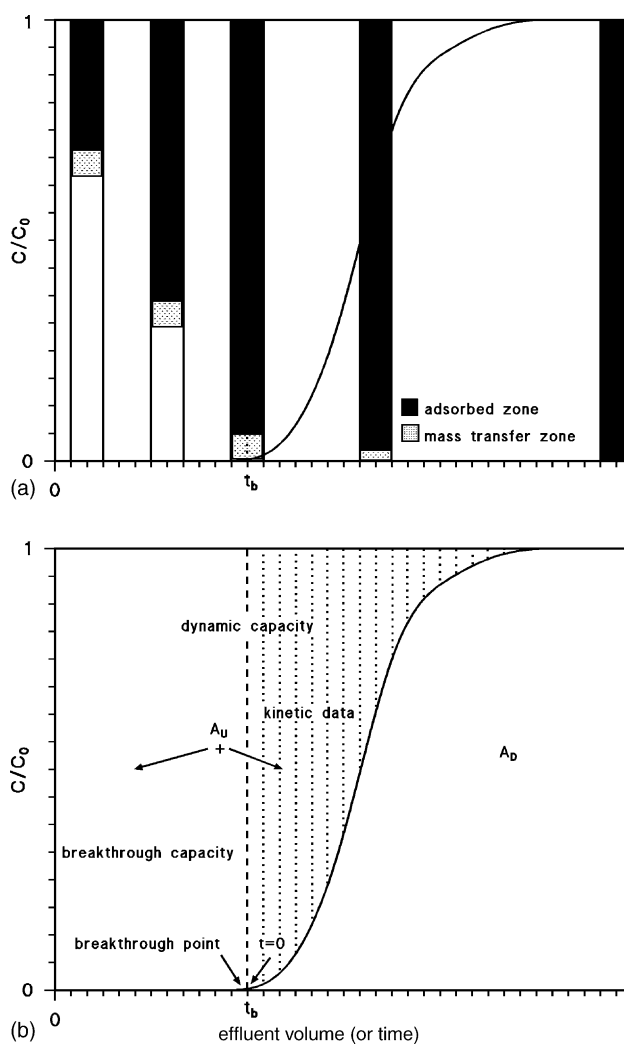 1
C/C₀
adsorbed zone
mass transfer zone
0
(a)
0
t_b
1
dynamic capacity
kinetic data
A_U
+
A_D
C/C₀
breakthrough capacity
breakthrough point
t=0
0
(b)
0
t_b
effluent volume (or time)